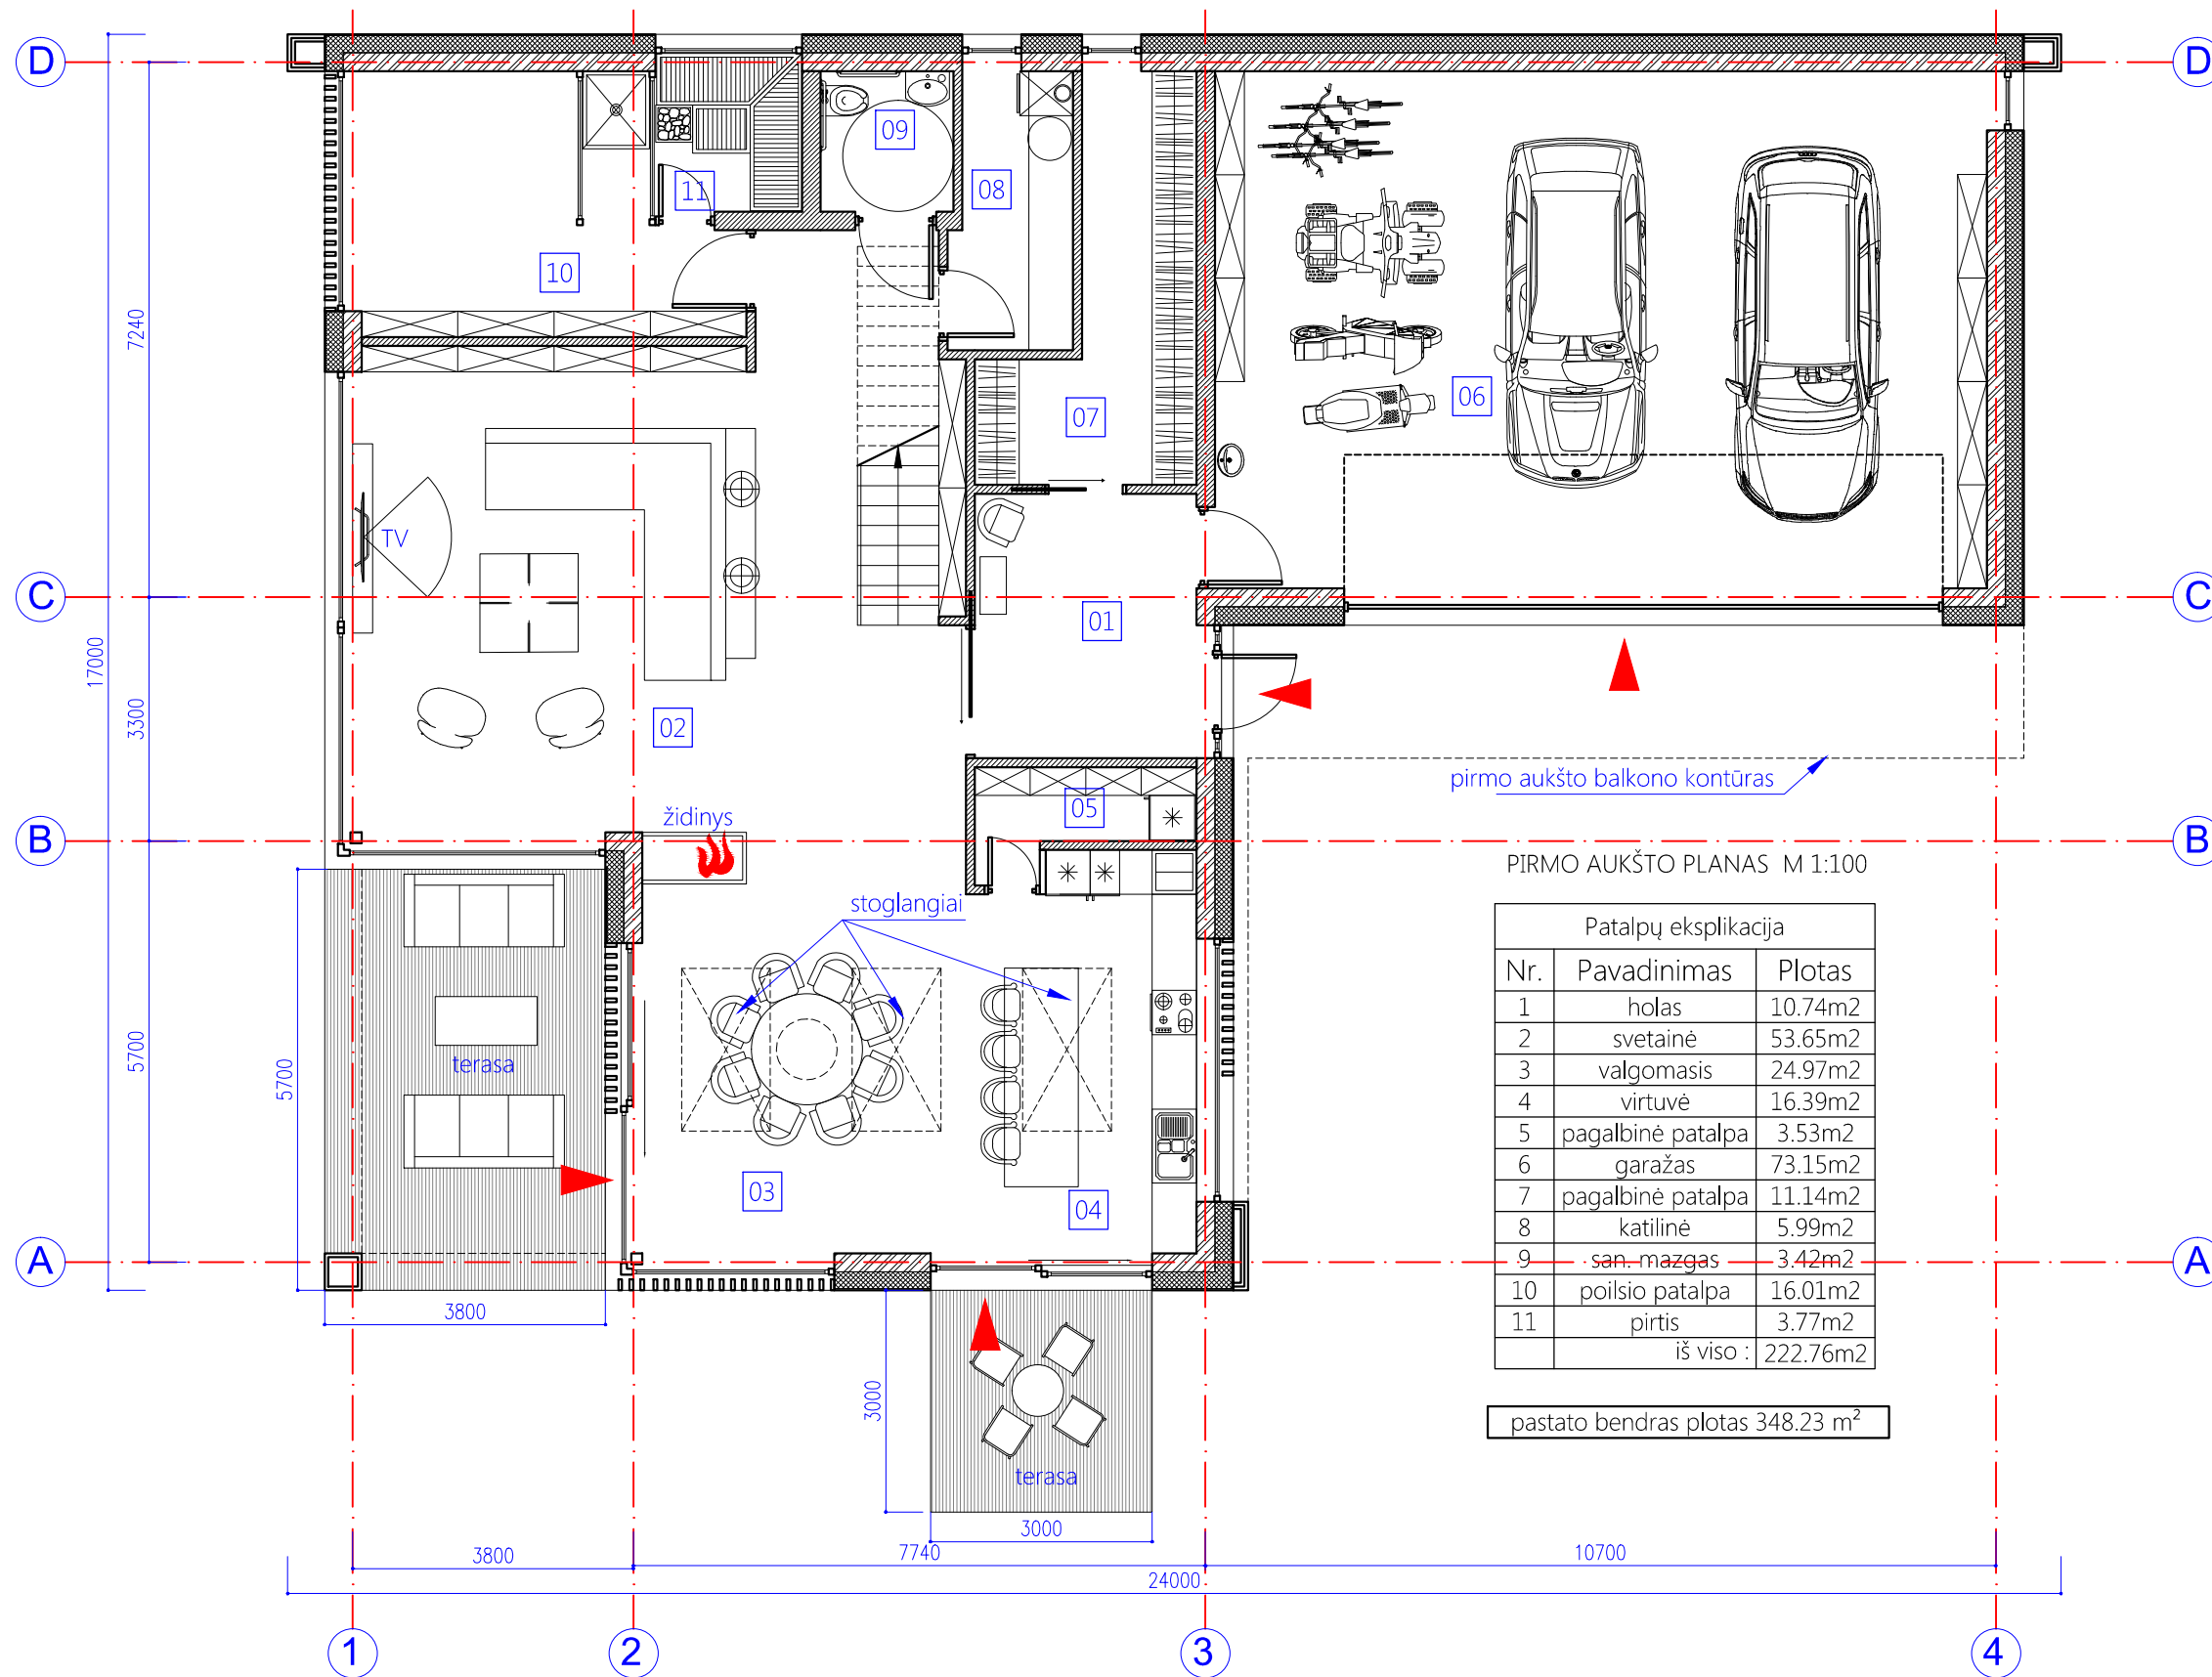 D
D
09
11
08
10
7240
06
07
TV
C
C
01
17000
3300
02
pirmo aukšto balkono kontūras
05
židinys
B
B
PIRMO AUKŠTO PLANAS M 1:100
stoglangiai
Patalpų eksplikacija
Nr. Pavadinimas Plotas
1 holas 10.74m2
2 svetainė 53.65m2
3 valgomasis 24.97m2
4 virtuvė 16.39m2
5 pagalbinė patalpa 3.53m2
6 garažas 73.15m2
7 pagalbinė patalpa 11.14m2
8 katilinė 5.99m2
9 san. mazgas 3.42m2
10 poilsio patalpa 16.01m2
11 pirtis 3.77m2
iš viso : 222.76m2
5700
5700
terasa
03
04
A
A
3800
3000
pastato bendras plotas 348.23 m²
terasa
3000
3800
7740
10700
24000
1
2
3
4